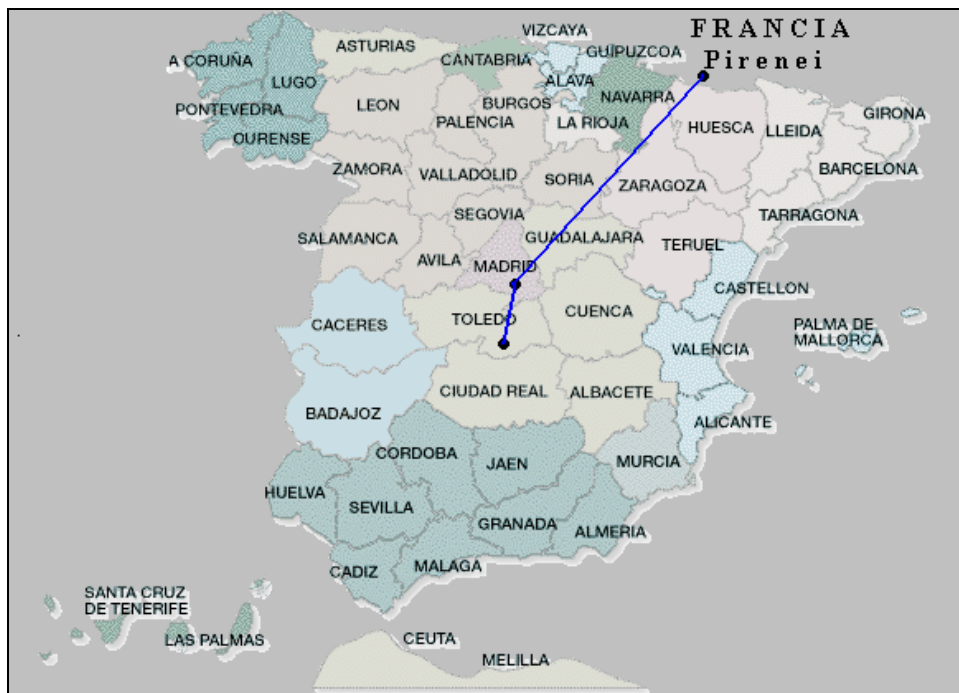 FRANCIA
Pirenei
VIZCAYA
ASTURIAS
GUIPUZCOA
A CORUÑA
CANTABRIA
LUGO
ALAVA
NAVARRA
PONTEVEDRA
LEON
BURGOS
PALENCIA
LA RIOJA
HUESCA
LLEIDA
GIRONA
OURENSE
ZAMORA
VALLADOLID
SORIA
ZARAGOZA
BARCELONA
SEGOVIA
TARRAGONA
SALAMANCA
GUADALAJARA
TERUEL
AVILA
MADRID
CASTELLON
CACERES
TOLEDO
CUENCA
PALMA DE
MALLORCA
VALENCIA
CIUDAD REAL
ALBACETE
BADAJOZ
ALICANTE
CORDOBA
JAEN
MURCIA
HUELVA
SEVILLA
GRANADA
ALMERIA
CADIZ
MALAGA
SANTA CRUZ
DE TENERIFE
LAS PALMAS
CEUTA
MELILLA